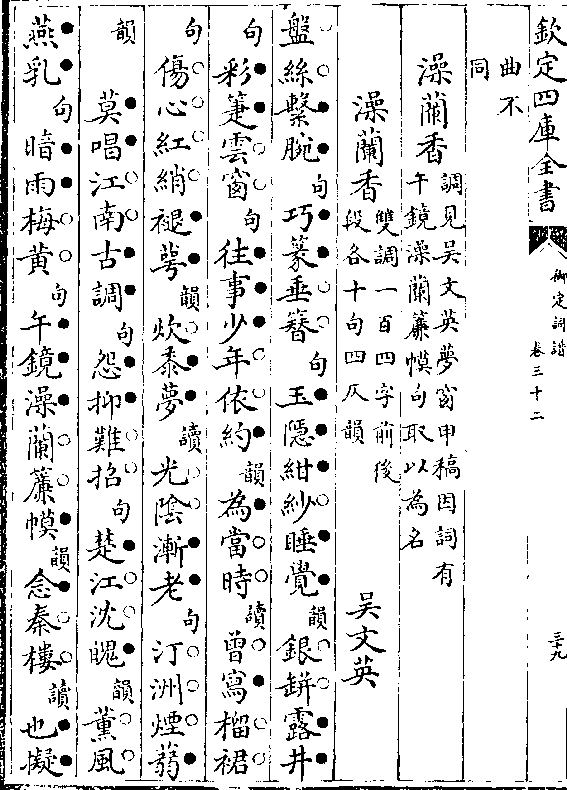 欽定四庫全書
御定詞譜
卷三十二
三十九
曲不
同
澡蘭香
調見吳文英夢窗甲稿因詞有
午鏡澡蘭簾幙句取以為名
澡蘭香
雙調一百四字前後
段各十句四仄韻
吳文英
盤絲繫腕句巧篆垂簪句玉隱紺紗睡覺韻銀缾露井
句彩箑雲窗句往事少年依約韻為當時讀曾寫榴裙
句傷心紅綃褪萼韻炊黍夢讀光陰漸老句汀洲煙蒻
韻莫唱江南古調句怨抑難招句楚江沈魄韻薰風
燕乳句暗雨梅黃句午鏡澡蘭簾幙韻念秦樓讀也擬